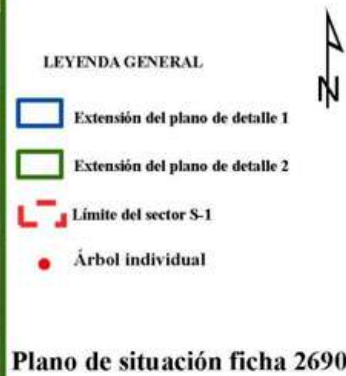 LEYENDA GENERAL
N
Extensión del plano de detalle 1
Extensión del plano de detalle 2
Límite del sector S-1
Árbol individual
Plano de situación ficha 2690